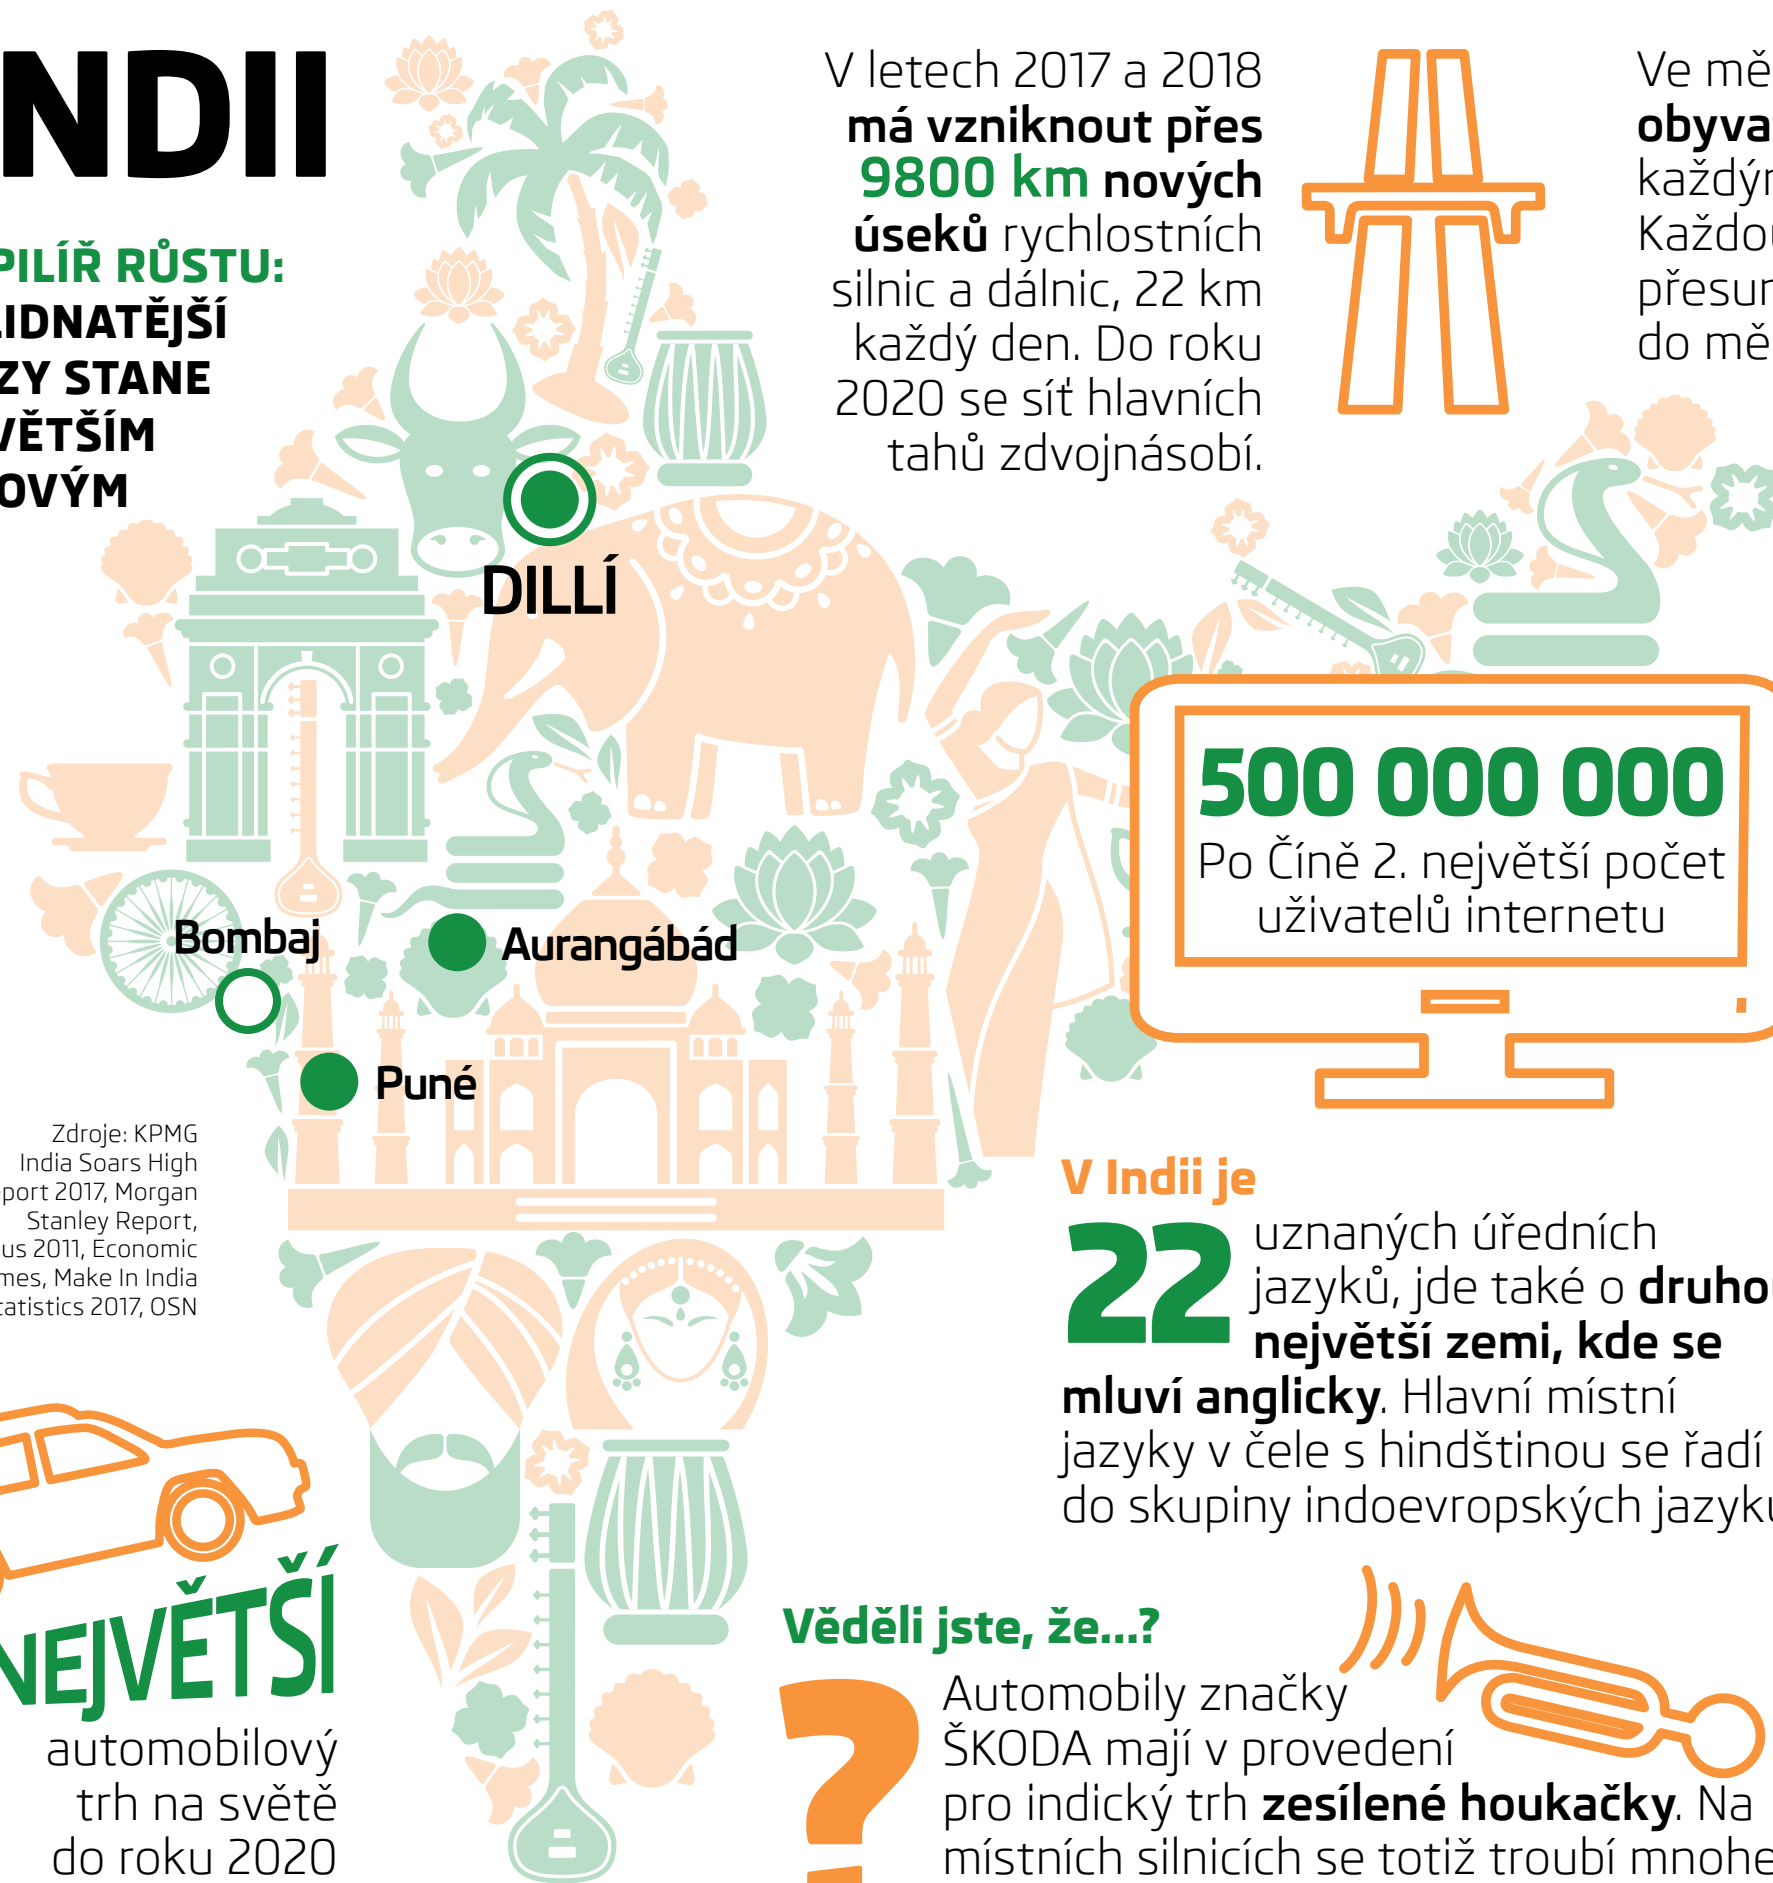 NDII
PILÍŘ RŮSTU:
LIDNATĚJŠÍ
ZY STANE
VĚTŠÍM
OVÝM
V letech 2017 a 2018
má vzniknout přes
9800 km nových
úseků rychlostních
silnic a dálnic, 22 km
každý den. Do roku
2020 se síť hlavních
tahů zdvojnásobí.
Ve mě
obyva
každýn
Každou
přesun
do mě
DILLÍ
Bombaj
Aurangábád
Puné
500 000 000
Po Číně 2. největší počet
uživatelů internetu
Zdroje: KPMG
India Soars High
port 2017, Morgan
Stanley Report,
us 2011, Economic
mes, Make In India
tatistics 2017, OSN
V Indii je
22 uznaných úředních
jazyků, jde také o druhou
největší zemi, kde se
mluví anglicky. Hlavní místní
jazyky v čele s hindštinou se řadí
do skupiny indoevropských jazyků
NEJVĚTŠÍ
automobilový
trh na světě
do roku 2020
Věděli jste, že...?
?
Automobily značky
ŠKODA mají v provedení
pro indický trh zesílené houkačky. Na
místních silnicích se totiž troubí mnohe